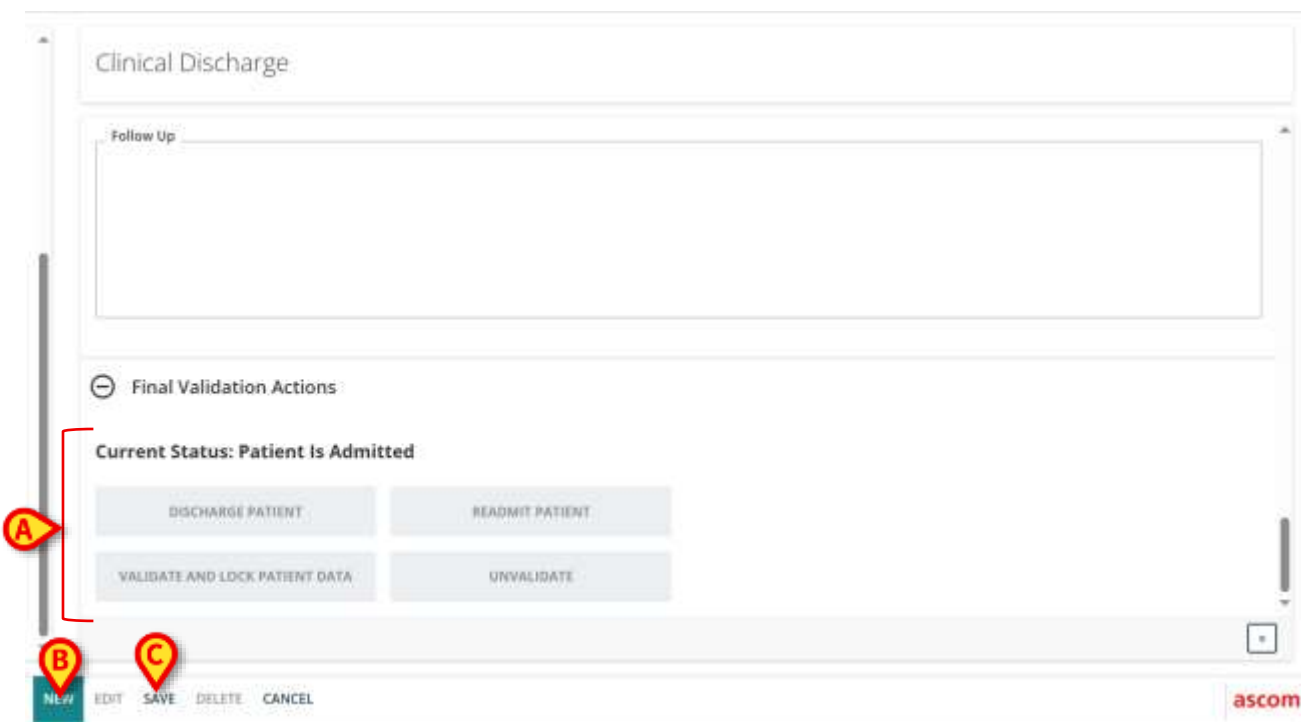 Clinical Discharge
Follow Up
Final Validation Actions
Current Status: Patient Is Admitted
DISCHARGE PATIENT READMIT PATIENT
A
VALIDATE AND LOCK PATIENT DATA UNVALIDATE
B C
NEW EDIT SAVE DELETE CANCEL ascom